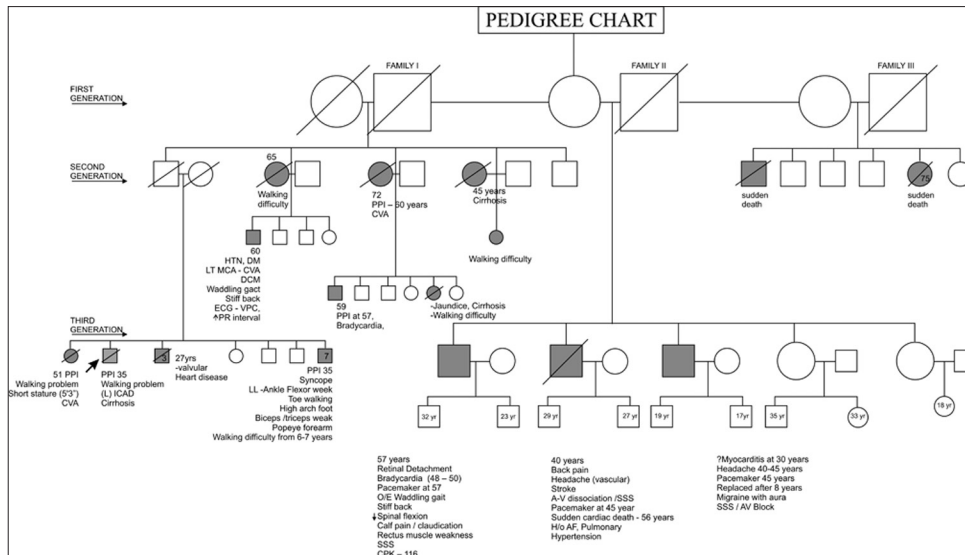 PEDIGREE CHART
FAMILY I
FAMILY II
FAMILY III
FIRST
GENERATION
SECOND
GENERATION
65
Walking
difficulty
72
PPI – 60 years
CVA
45 years
Cirrhosis
sudden
death
75
sudden
death
60
HTN, DM
LT MCA - CVA
DCM
Waddling gact
Stiff back
ECG - VPC,
↑PR interval
Walking difficulty
59
PPI at 57,
Bradycardia,
-Jaundice, Cirrhosis
-Walking difficulty
THIRD
GENERATION
51 PPI
Walking problem
Short stature (5'3")
CVA
PPI 35
Walking problem
(L) ICAD
Cirrhosis
3
27yrs
-valvular
Heart disease
7
PPI 35
Syncope
LL -Ankle Flexor week
Toe walking
High arch foot
Biceps /triceps weak
Popeye forearm
Walking difficulty from 6-7 years
32 yr
23 yr
29 yr
27 yr
19 yr
17yr
35 yr
33 yr
18 yr
57 years
Retinal Detachment
Bradycardia (48 – 50)
Pacemaker at 57
O/E Waddling gait
Stiff back
↓Spinal flexion
Calf pain / claudication
Rectus muscle weakness
SSS
CPK – 116
40 years
Back pain
Headache (vascular)
Stroke
A-V dissociation /SSS
Pacemaker at 45 year
Sudden cardiac death - 56 years
H/o AF, Pulmonary
Hypertension
?Myocarditis at 30 years
Headache 40-45 years
Pacemaker 45 years
Replaced after 8 years
Migraine with aura
SSS / AV Block